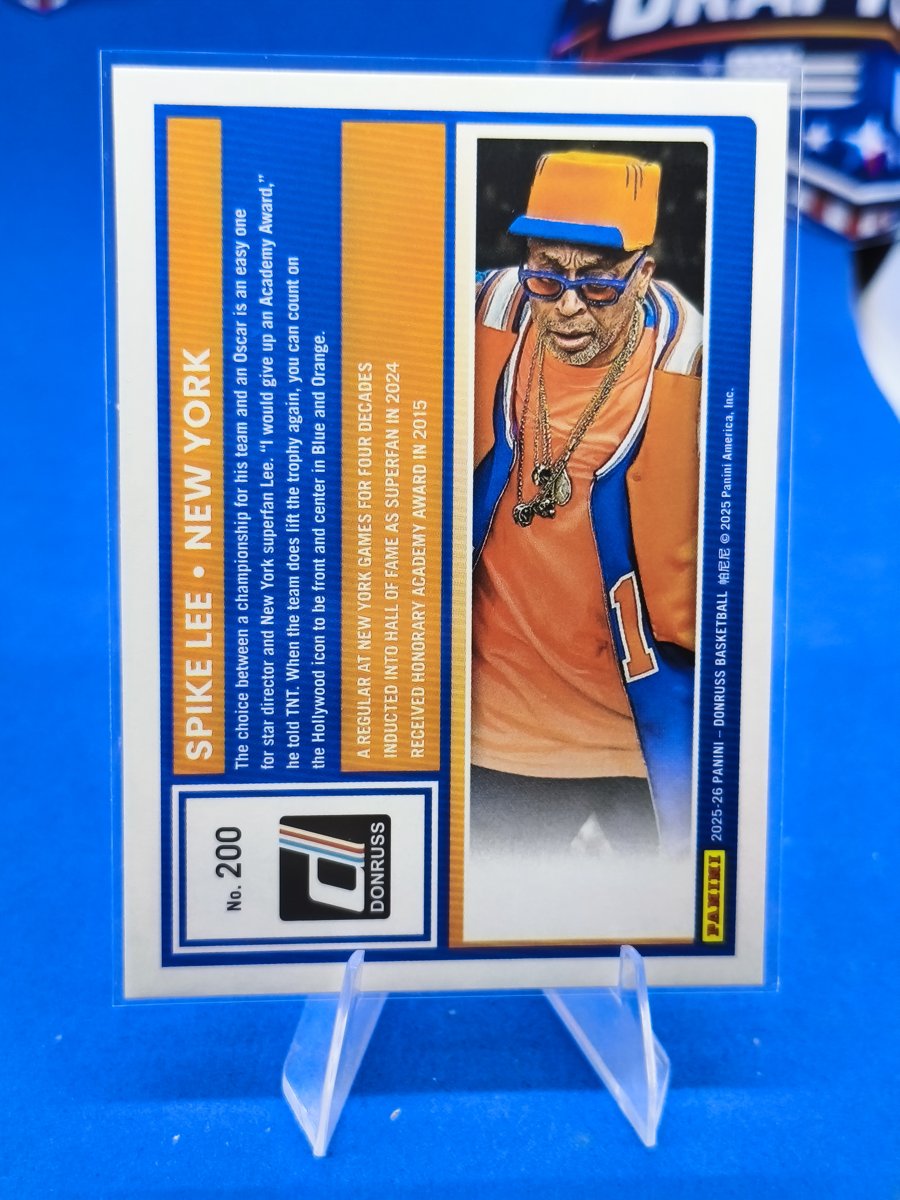 No. 200
DONRUSS
SPIKE LEE • NEW YORK
The choice between a championship for his team and an Oscar is an easy one
for star director and New York superfan Lee. “I would give up an Academy Award,”
he told TNT. When the team does lift the trophy again, you can count on
the Hollywood icon to be front and center in Blue and Orange.
A REGULAR AT NEW YORK GAMES FOR FOUR DECADES
INDUCTED INTO HALL OF FAME AS SUPERFAN IN 2024
RECEIVED HONORARY ACADEMY AWARD IN 2015
1
PANINI
2025-26 PANINI – DONRUSS BASKETBALL 帕尼尼 © 2025 Panini America, Inc.